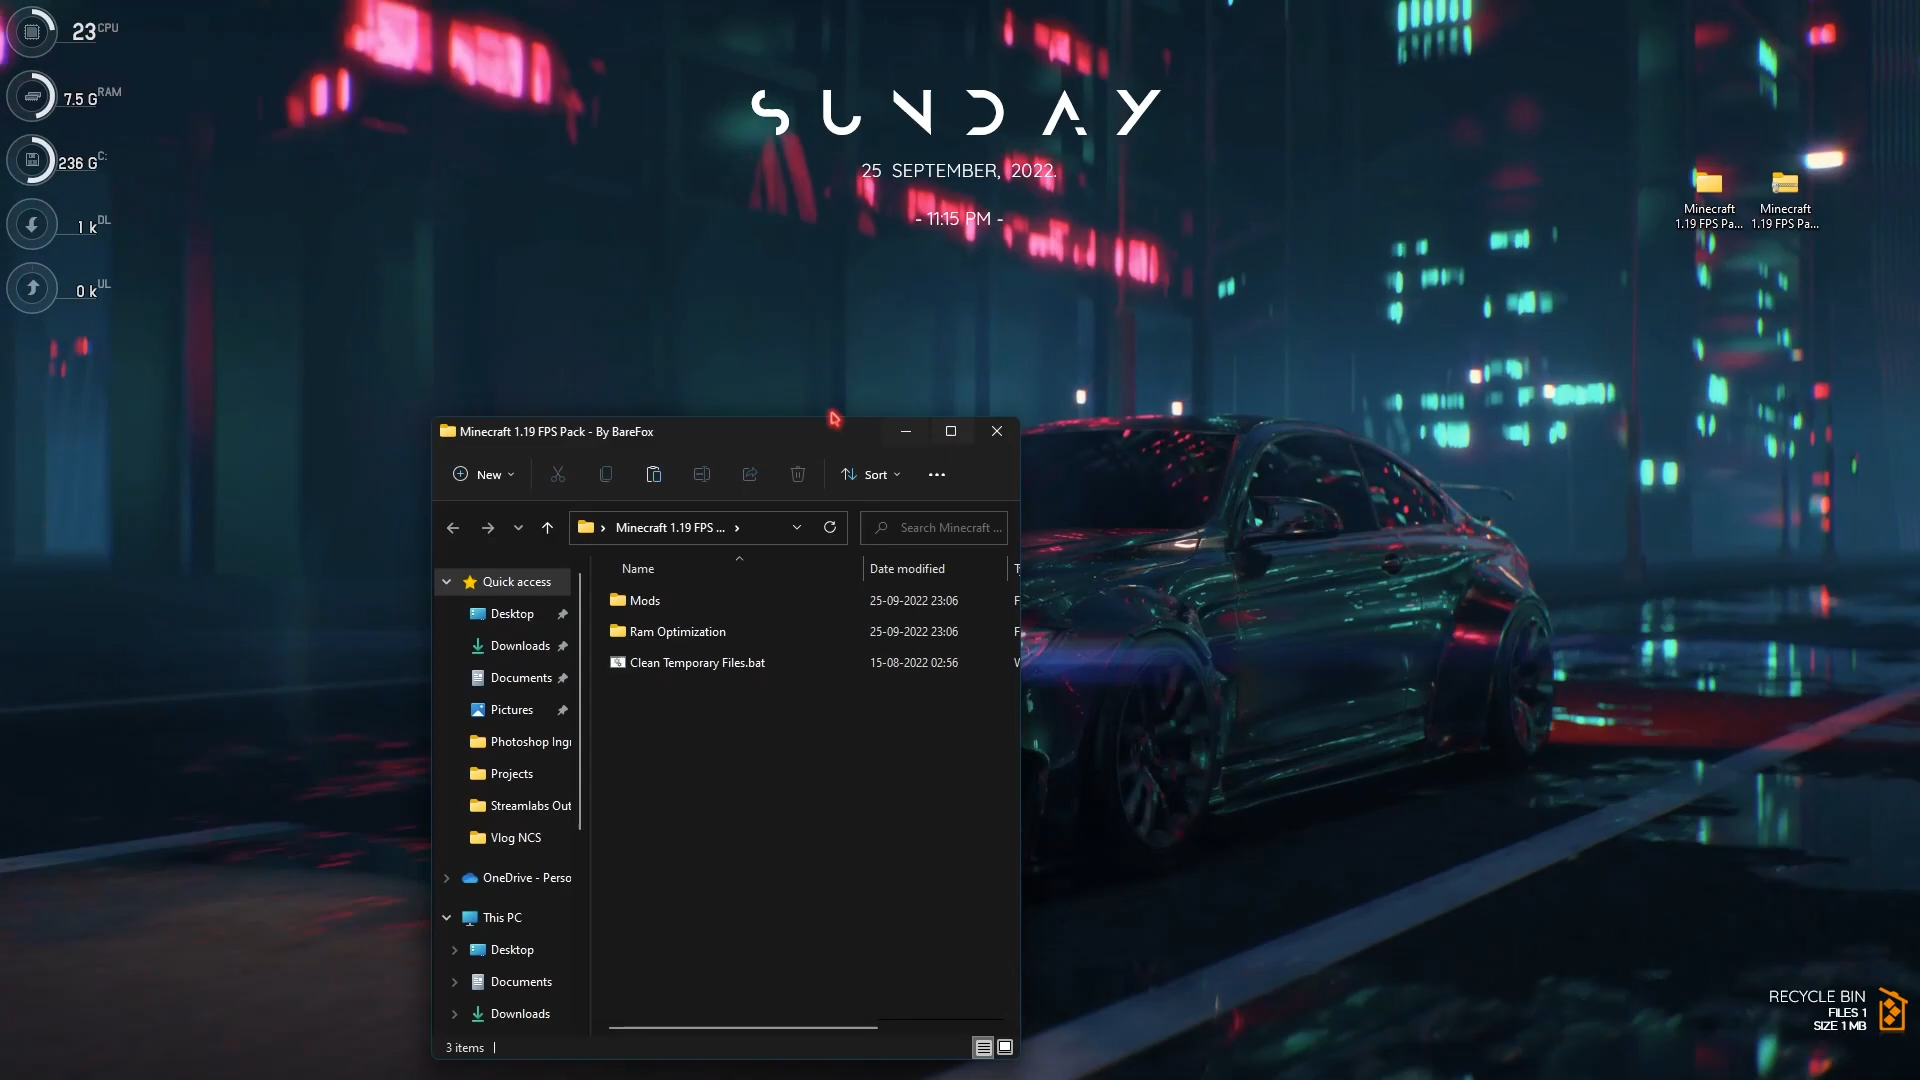 23 CPU
7.5 G RAM
236 G C:
1 k DL
0 k UL
SUNDAY
25 SEPTEMBER, 2022.
- 11:15 PM -
Minecraft
1.19 FPS Pa...
Minecraft
1.19 FPS Pa...
Minecraft 1.19 FPS Pack - By BareFox
New
Sort
Minecraft 1.19 FPS ...
Search Minecraft ...
Name
Date modified
T
Quick access
Desktop
Downloads
Documents
Pictures
Photoshop Ingr
Projects
Streamlabs Out
Vlog NCS
OneDrive - Perso
This PC
Desktop
Documents
Downloads
Mods 25-09-2022 23:06 F
Ram Optimization 25-09-2022 23:06 F
Clean Temporary Files.bat 15-08-2022 02:56 W
3 items
RECYCLE BIN
FILES 1
SIZE 1 MB